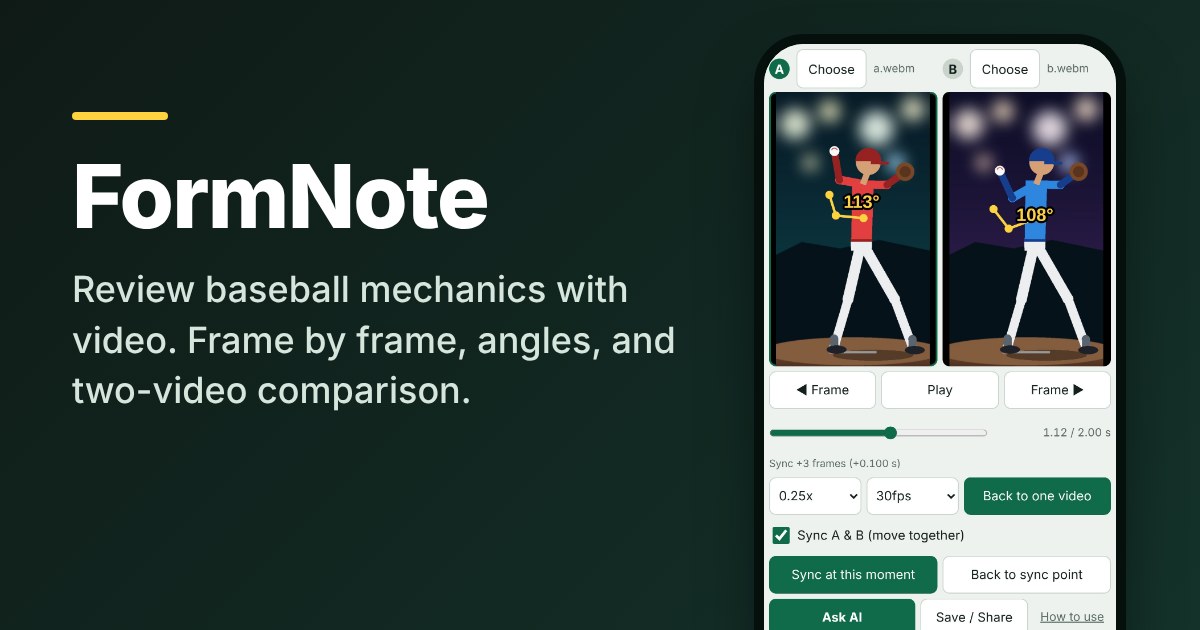 FormNote
Review baseball mechanics with
video. Frame by frame, angles, and
two-video comparison.
A Choose a.webm B Choose b.webm
113°
108°
◀ Frame Play Frame ▶
1.12 / 2.00 s
Sync +3 frames (+0.100 s)
0.25x 30fps Back to one video
Sync A & B (move together)
Sync at this moment Back to sync point
Ask AI Save / Share How to use